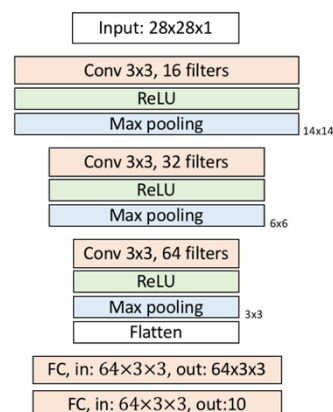 Input: 28x28x1
Conv 3x3, 16 filters
ReLU
Max pooling
14x14
Conv 3x3, 32 filters
ReLU
Max pooling
6x6
Conv 3x3, 64 filters
ReLU
Max pooling
3x3
Flatten
FC, in: 64×3×3, out: 64x3x3
FC, in: 64×3×3, out:10